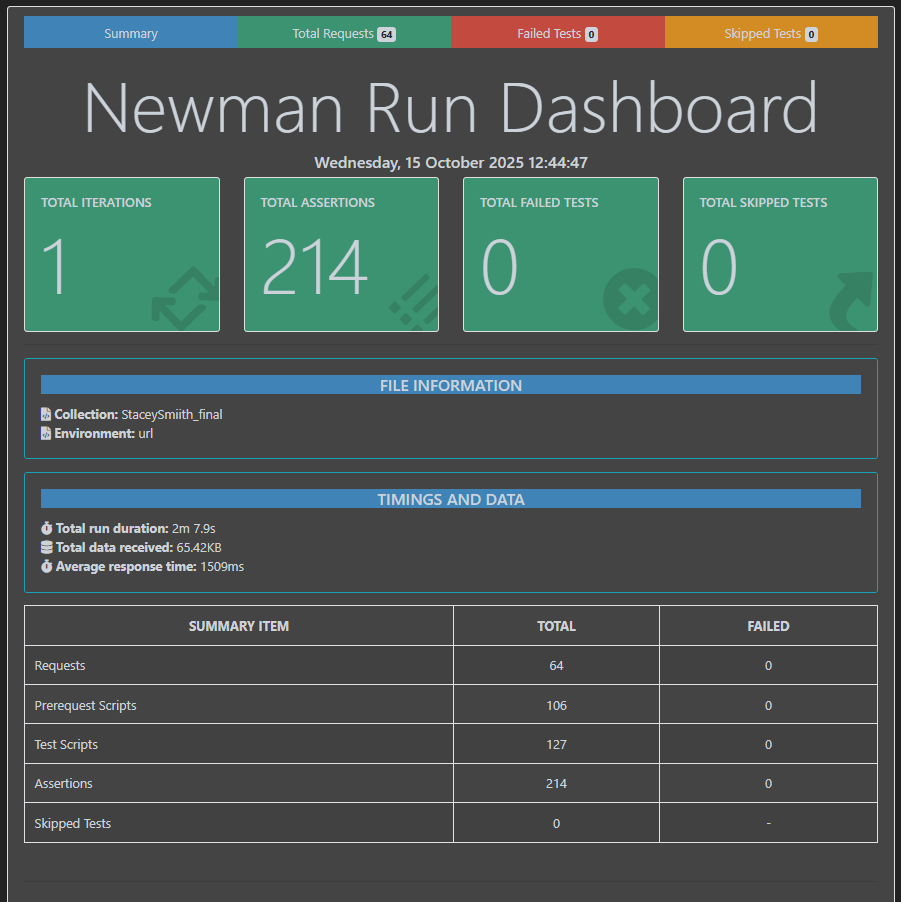 Summary Total Requests 64 Failed Tests 0 Skipped Tests 0
Newman Run Dashboard
Wednesday, 15 October 2025 12:44:47
TOTAL ITERATIONS TOTAL ASSERTIONS TOTAL FAILED TESTS TOTAL SKIPPED TESTS
1 214 0 0
FILE INFORMATION
Collection: StaceySmiith_final
Environment: url
TIMINGS AND DATA
Total run duration: 2m 7.9s
Total data received: 65.42KB
Average response time: 1509ms
SUMMARY ITEM TOTAL FAILED
Requests 64 0
Prerequest Scripts 106 0
Test Scripts 127 0
Assertions 214 0
Skipped Tests 0 -